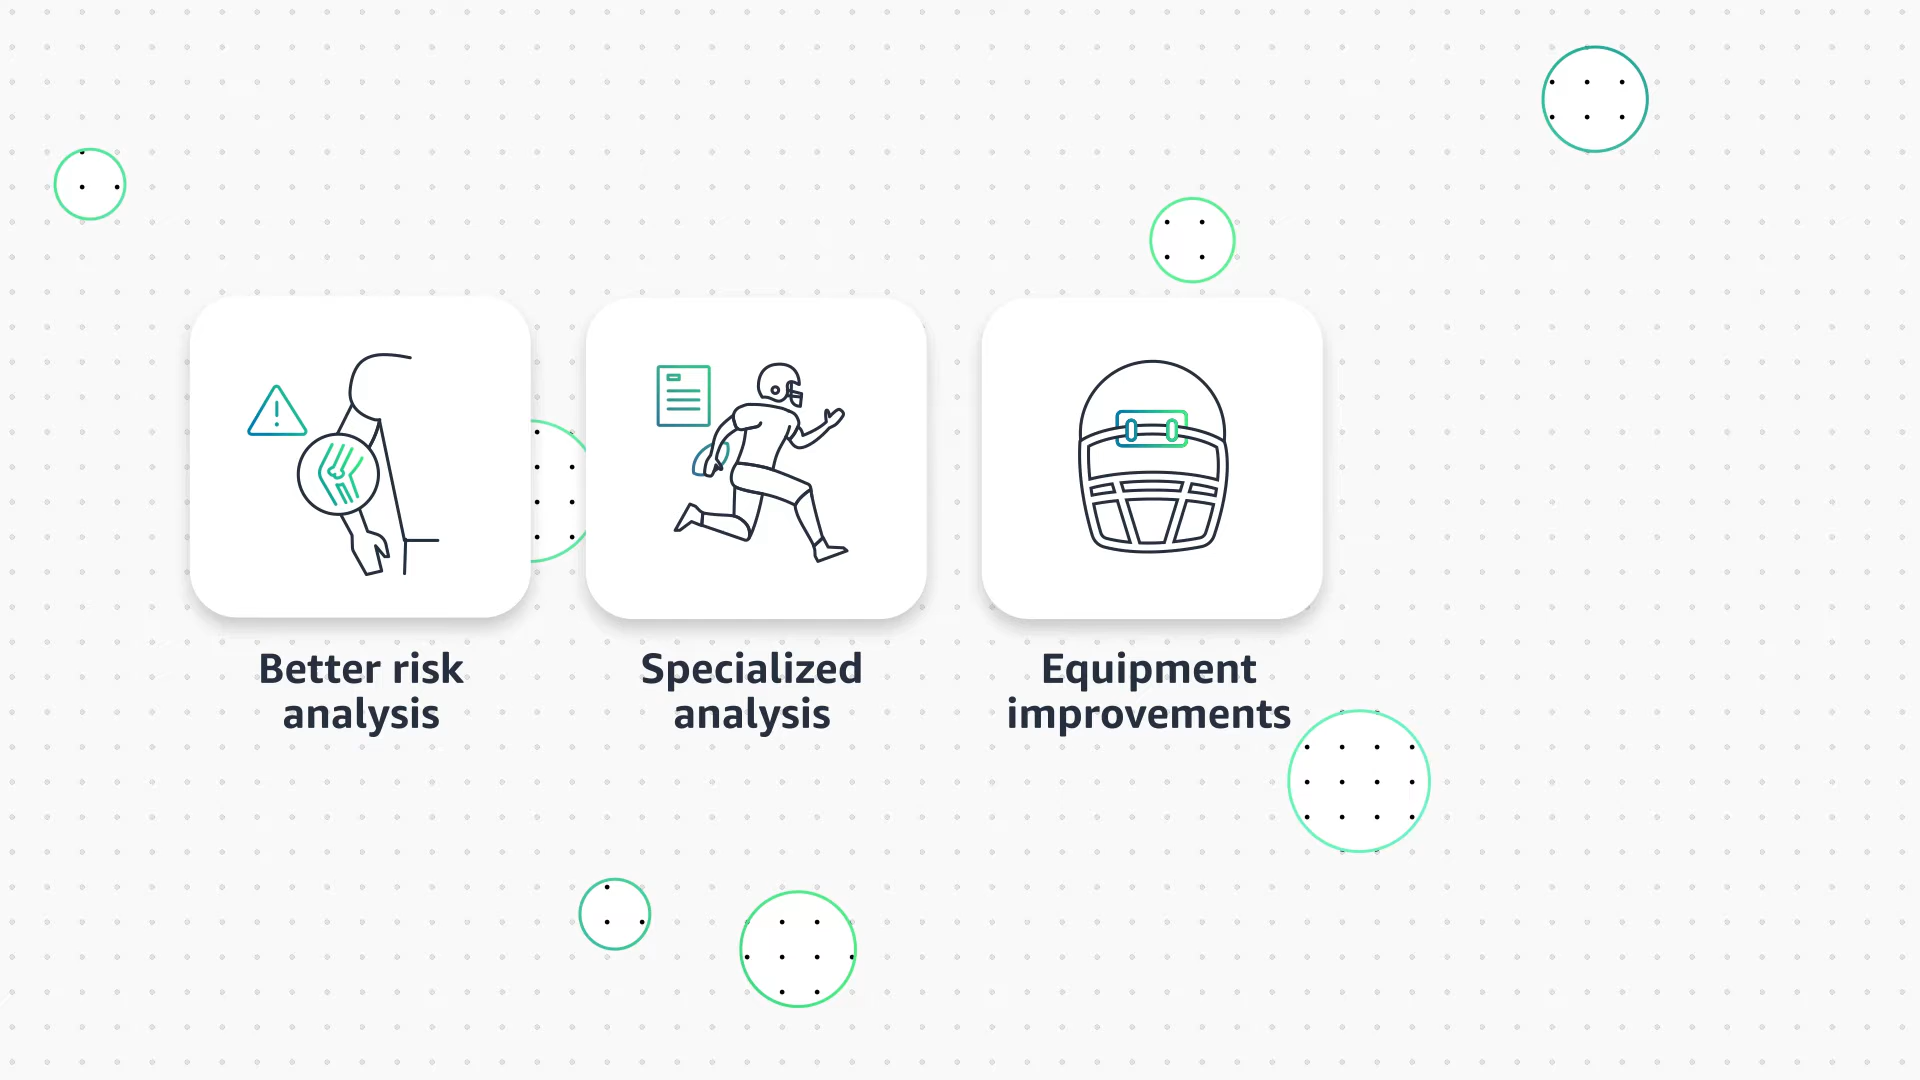 Better risk
analysis
Specialized
analysis
Equipment
improvements